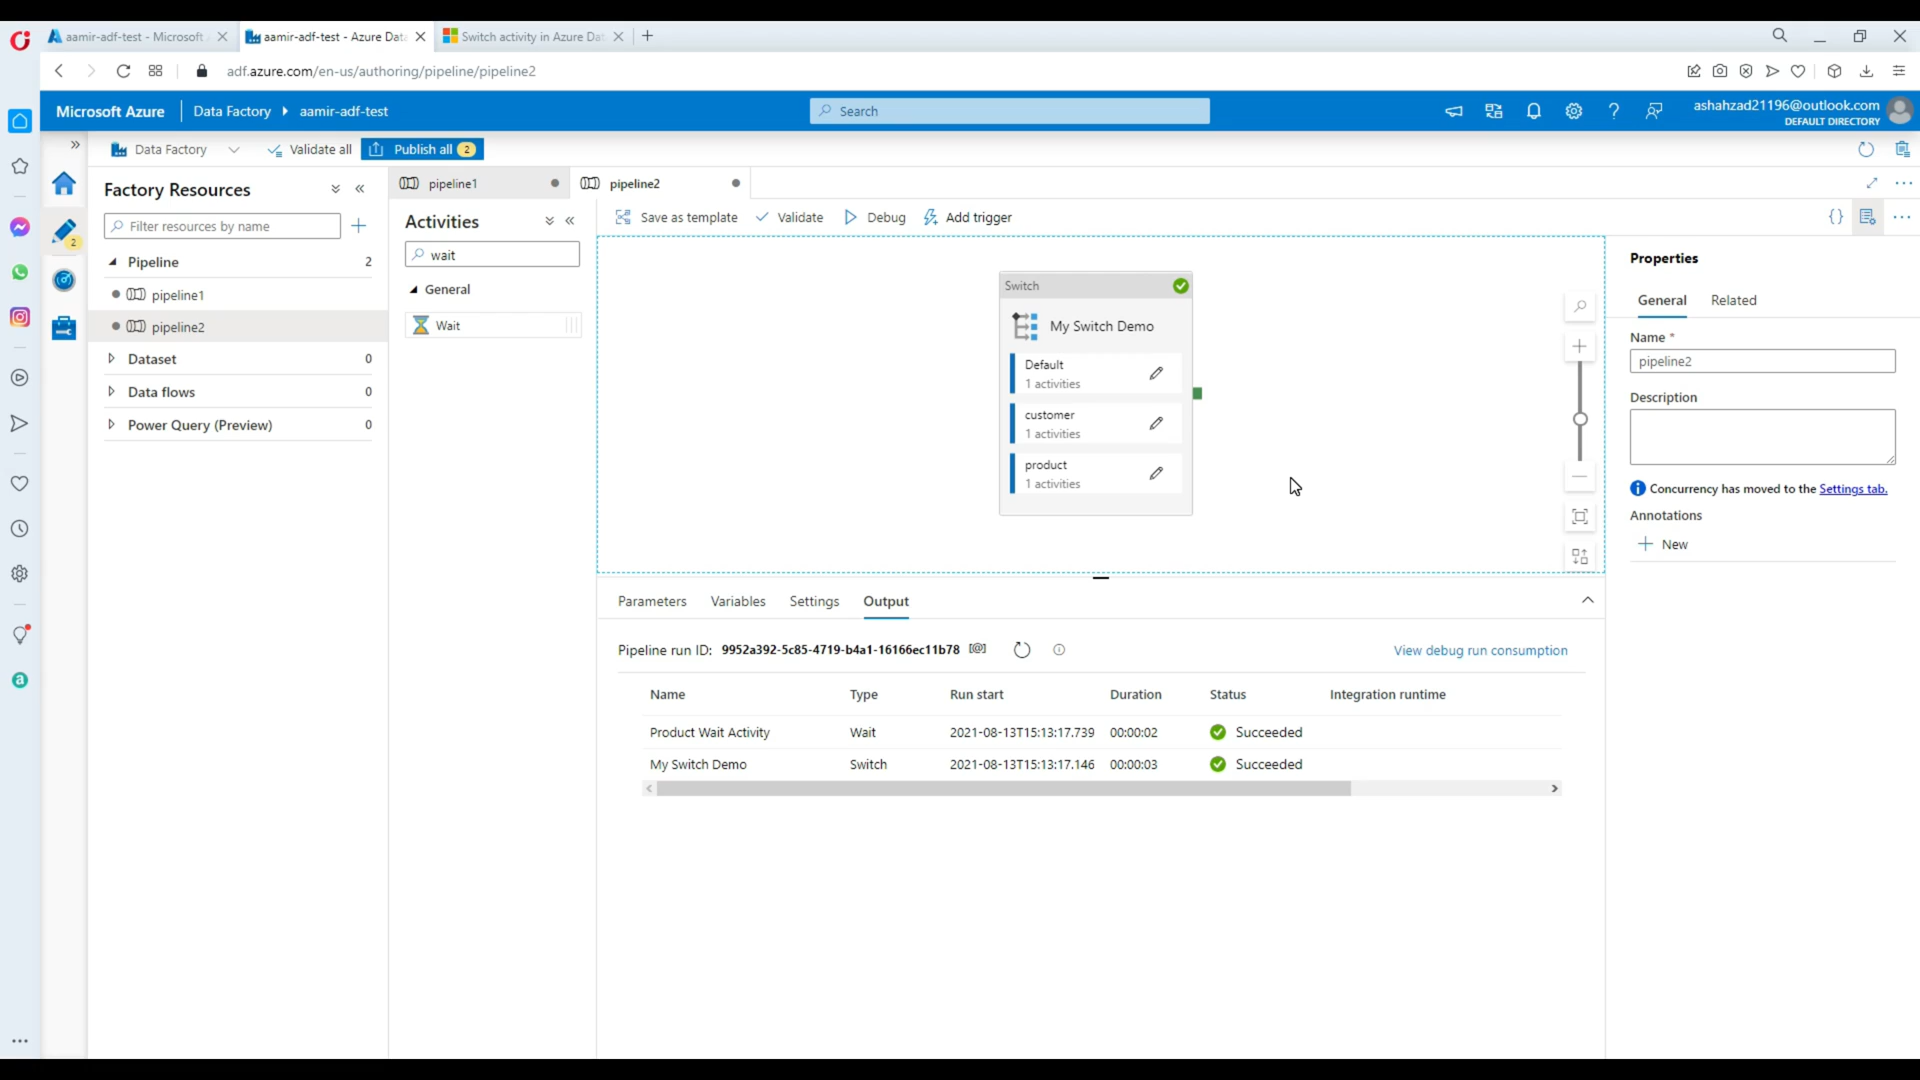 aamir-adf-test - Microsoft
aamir-adf-test - Azure Data
Switch activity in Azure Dat
adf.azure.com/en-us/authoring/pipeline/pipeline2
Microsoft Azure
Data Factory
aamir-adf-test
Search
ashahzad21196@outlook.com
DEFAULT DIRECTORY
Data Factory
Validate all
Publish all 2
2
Factory Resources
Filter resources by name
Pipeline 2
pipeline1
pipeline2
Dataset 0
Data flows 0
Power Query (Preview) 0
pipeline1
pipeline2
Activities
wait
General
Wait
Save as template
Validate
Debug
Add trigger
Switch
My Switch Demo
Default
1 activities
customer
1 activities
product
1 activities
Properties
General Related
Name *
pipeline2
Description
Concurrency has moved to the Settings tab.
Annotations
New
Parameters Variables Settings Output
Pipeline run ID: 9952a392-5c85-4719-b4a1-16166ec11b78 [@]
View debug run consumption
Name Type Run start Duration Status Integration runtime
Product Wait Activity Wait 2021-08-13T15:13:17.739 00:00:02 Succeeded
My Switch Demo Switch 2021-08-13T15:13:17.146 00:00:03 Succeeded